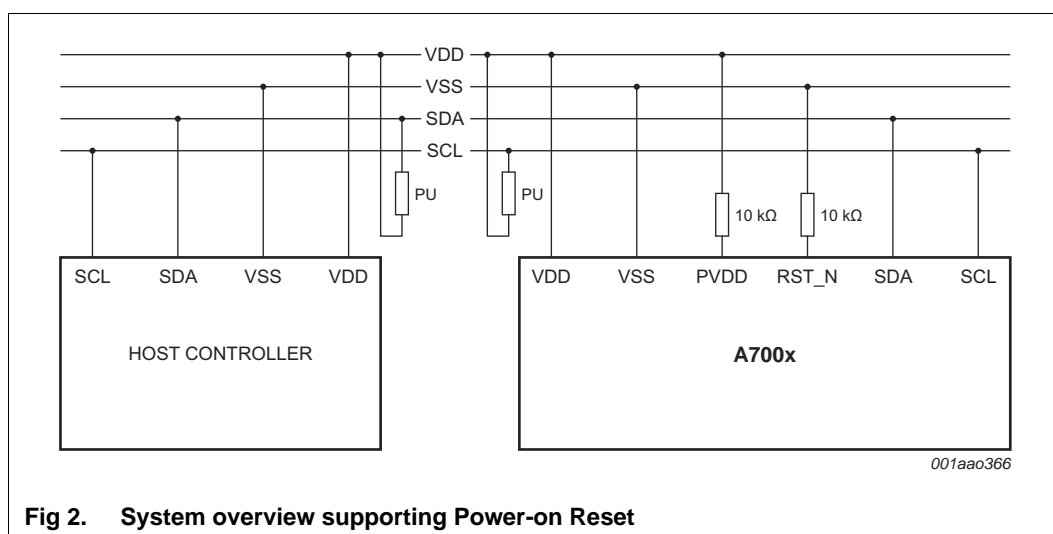 VDD
VSS
SDA
SCL
PU
PU
10 kΩ
10 kΩ
SCL SDA VSS VDD
VDD VSS PVDD RST_N SDA SCL
HOST CONTROLLER
A700x
001aao366
Fig 2. System overview supporting Power-on Reset